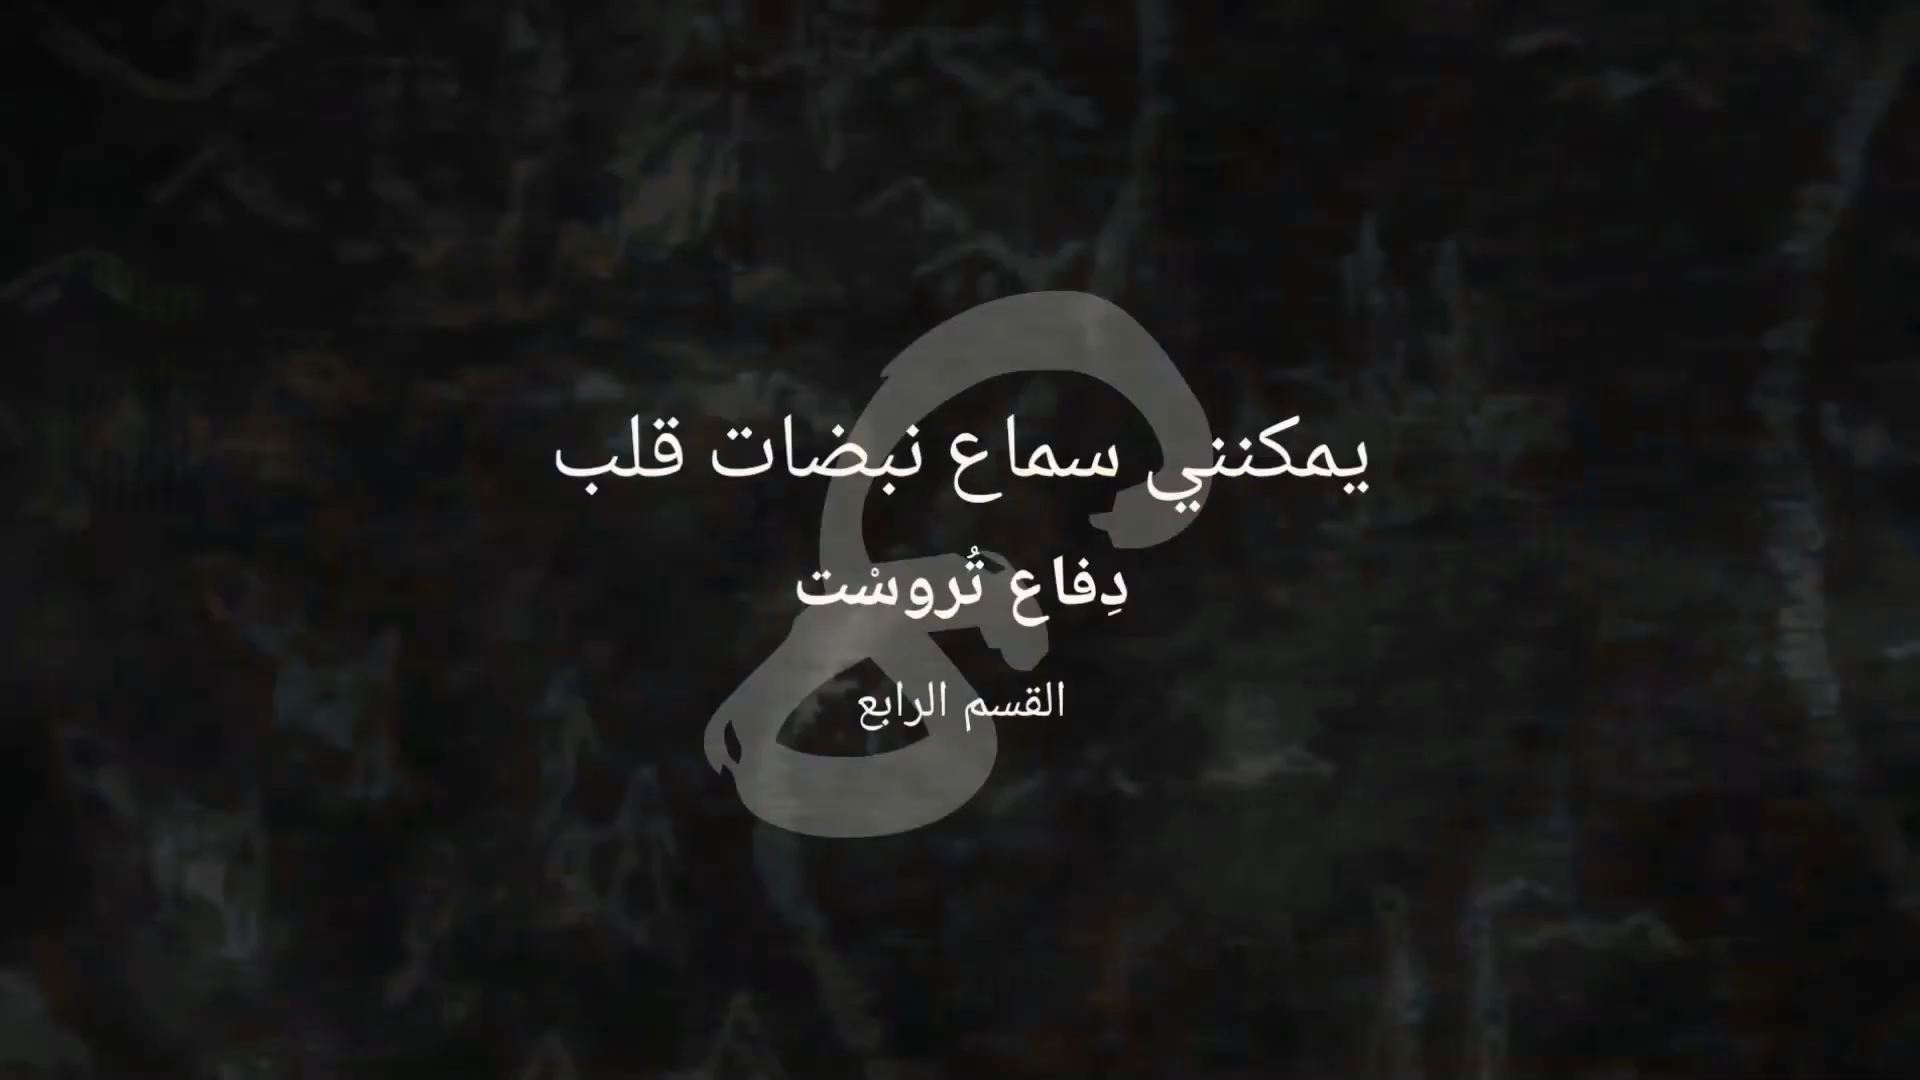 يمكنني سماع نبضات قلب
دِفاع تُروسْت
القسم الرابع